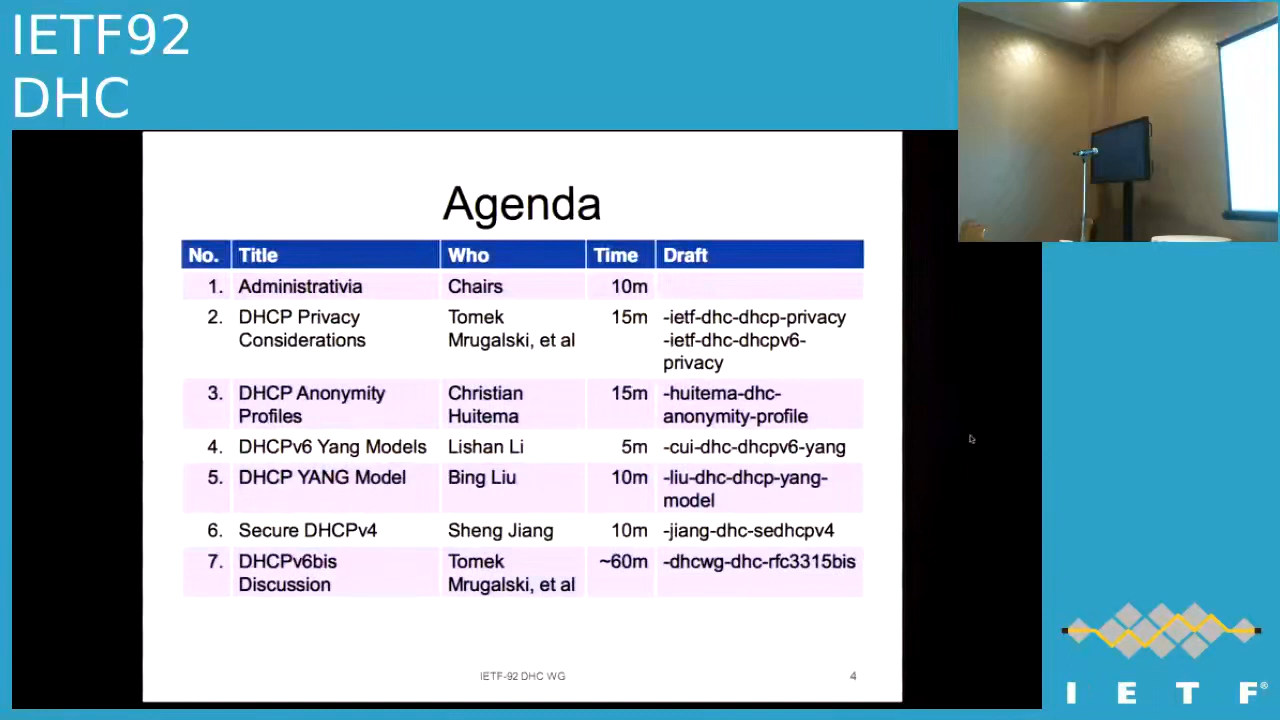 IETF92
DHC
Agenda
No. Title Who Time Draft
1. Administrativia Chairs 10m
2. DHCP Privacy Considerations Tomek Mrugalski, et al 15m -ietf-dhc-dhcp-privacy -ietf-dhc-dhcpv6-privacy
3. DHCP Anonymity Profiles Christian Huitema 15m -huitema-dhc-anonymity-profile
4. DHCPv6 Yang Models Lishan Li 5m -cui-dhc-dhcpv6-yang
5. DHCP YANG Model Bing Liu 10m -liu-dhc-dhcp-yang-model
6. Secure DHCPv4 Sheng Jiang 10m -jiang-dhc-sedhcpv4
7. DHCPv6bis Discussion Tomek Mrugalski, et al ~60m -dhcwg-dhc-rfc3315bis
IETF-92 DHC WG 4
I E T F®